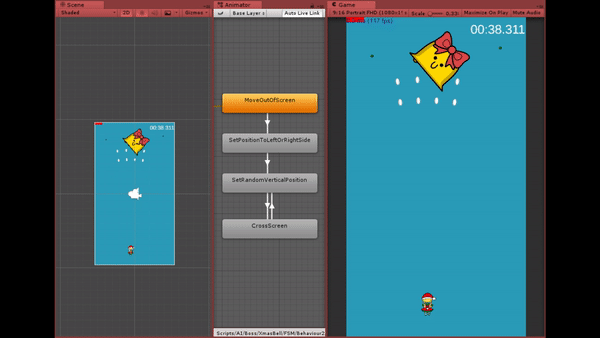 Scene
Shaded
2D
Gizmos
Animator
Base Layer
Auto Live Link
MoveOutOfScreen
SetPositionToLeftOrRightSide
SetRandomVerticalPosition
CrossScreen
Scripts/AI/Boss/XmasBell/FSM/Behaviour2
Game
9:16 Portrait FHD (1080x1
Scale
0.33
Maximize On Play
Mute Audio
00:38.311
00:38.311